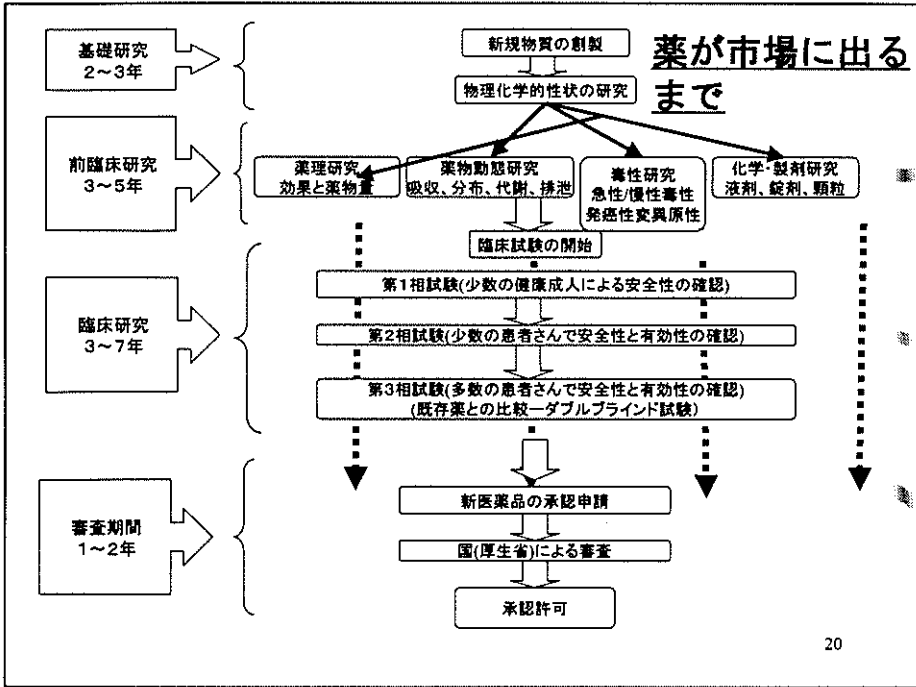 薬が市場に出る
まで
基礎研究
2～3年
新規物質の創製
物理化学的性状の研究
前臨床研究
3～5年
薬理研究
効果と薬物量
薬物動態研究
吸収、分布、代謝、排泄
毒性研究
急性/慢性毒性
発癌性変異原性
化学・製剤研究
液剤、錠剤、顆粒
臨床試験の開始
臨床研究
3～7年
第1相試験(少数の健康成人による安全性の確認)
第2相試験(少数の患者さんで安全性と有効性の確認)
第3相試験(多数の患者さんで安全性と有効性の確認)
(既存薬との比較ーダブルブラインド試験)
審査期間
1～2年
新医薬品の承認申請
国(厚生省)による審査
承認許可
20